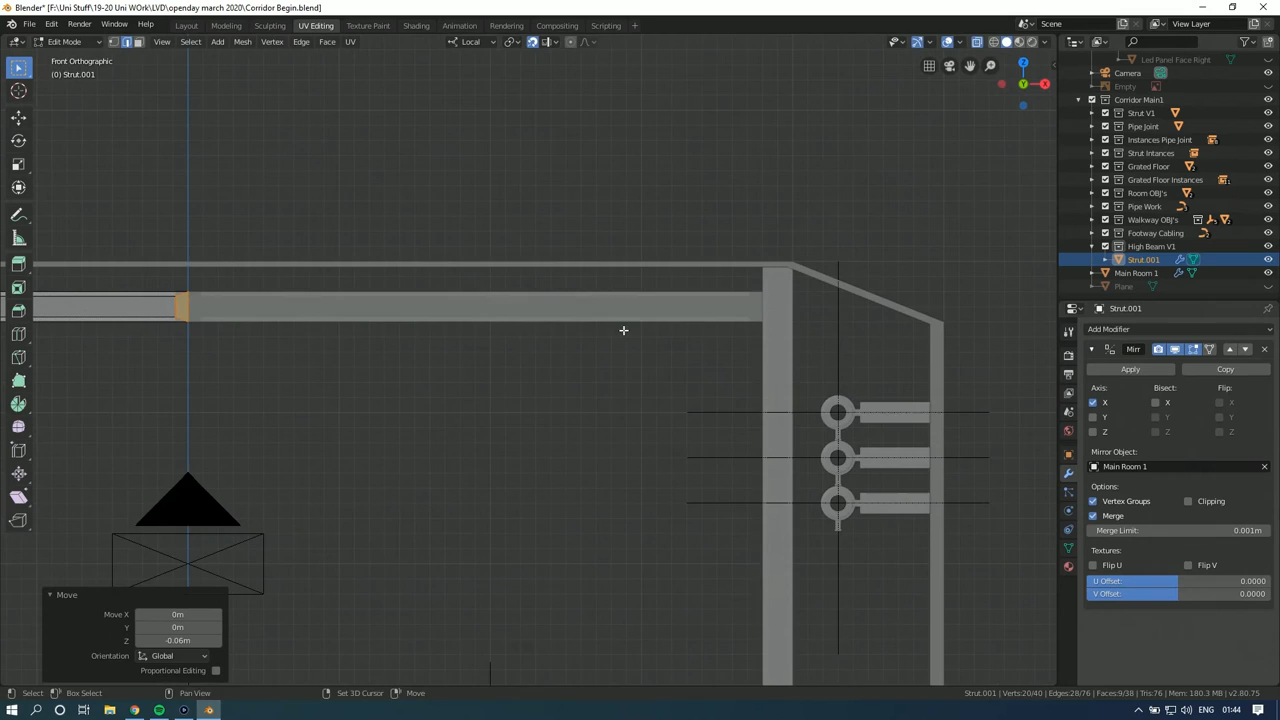 Blender* [F:\Uni Stuff\19-20 Uni WOrk\LVD\openday march 2020\Corridor Begin.blend]
File Edit Render Window Help Layout Modeling Sculpting UV Editing Texture Paint Shading Animation Rendering Compositing Scripting + Scene View Layer
Edit Mode View Select Add Mesh Vertex Edge Face UV Local
Front Orthographic
(0) Strut.001
Z
X
Y
Led Panel Face Right
Camera
Empty
Corridor Main1
Strut V1
Pipe Joint
Instances Pipe Joint
Strut Intances
Grated Floor
Grated Floor Instances
Room OBJ's
Pipe Work
Walkway OBJ's
Footway Cabling
High Beam V1
Strut.001
Main Room 1
Plane
Strut.001
Add Modifier
Mirr
Apply Copy
Axis: Bisect: Flip:
X X X
Y Y Y
Z Z Z
Mirror Object:
Main Room 1
Options:
Vertex Groups Clipping
Merge
Merge Limit: 0.001m
Textures:
Flip U Flip V
U Offset: 0.0000
V Offset: 0.0000
Move
Move X 0m
Y 0m
Z -0.06m
Orientation Global
Proportional Editing
Select Box Select Pan View Set 3D Cursor Move Strut.001 | Verts:20/40 | Edges:28/76 | Faces:9/38 | Tris:76 | Mem: 180.3 MB | v2.80.75
ENG 01:44